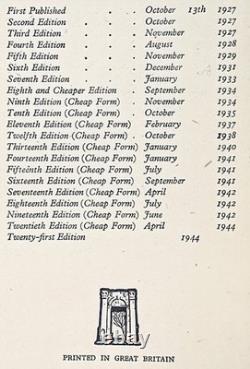 First Published . . . October 13th 1927
Second Edition . . . October 1927
Third Edition . . . November 1927
Fourth Edition . . . August 1928
Fifth Edition . . . November 1929
Sixth Edition . . . December 1931
Seventh Edition . . . January 1933
Eighth and Cheaper Edition . September 1934
Ninth Edition (Cheap Form) . November 1934
Tenth Edition (Cheap Form) . October 1935
Eleventh Edition (Cheap Form) February 1937
Twelfth Edition (Cheap Form) October 1938
Thirteenth Edition (Cheap Form) January 1940
Fourteenth Edition (Cheap Form) January 1941
Fifteenth Edition (Cheap Form) July 1941
Sixteenth Edition (Cheap Form) September 1941
Seventeenth Edition (Cheap Form) April 1942
Eighteenth Edition (Cheap Form) July 1942
Nineteenth Edition (Cheap Form) June 1942
Twentieth Edition (Cheap Form) April 1944
Twenty-first Edition 1944
PRINTED IN GREAT BRITAIN